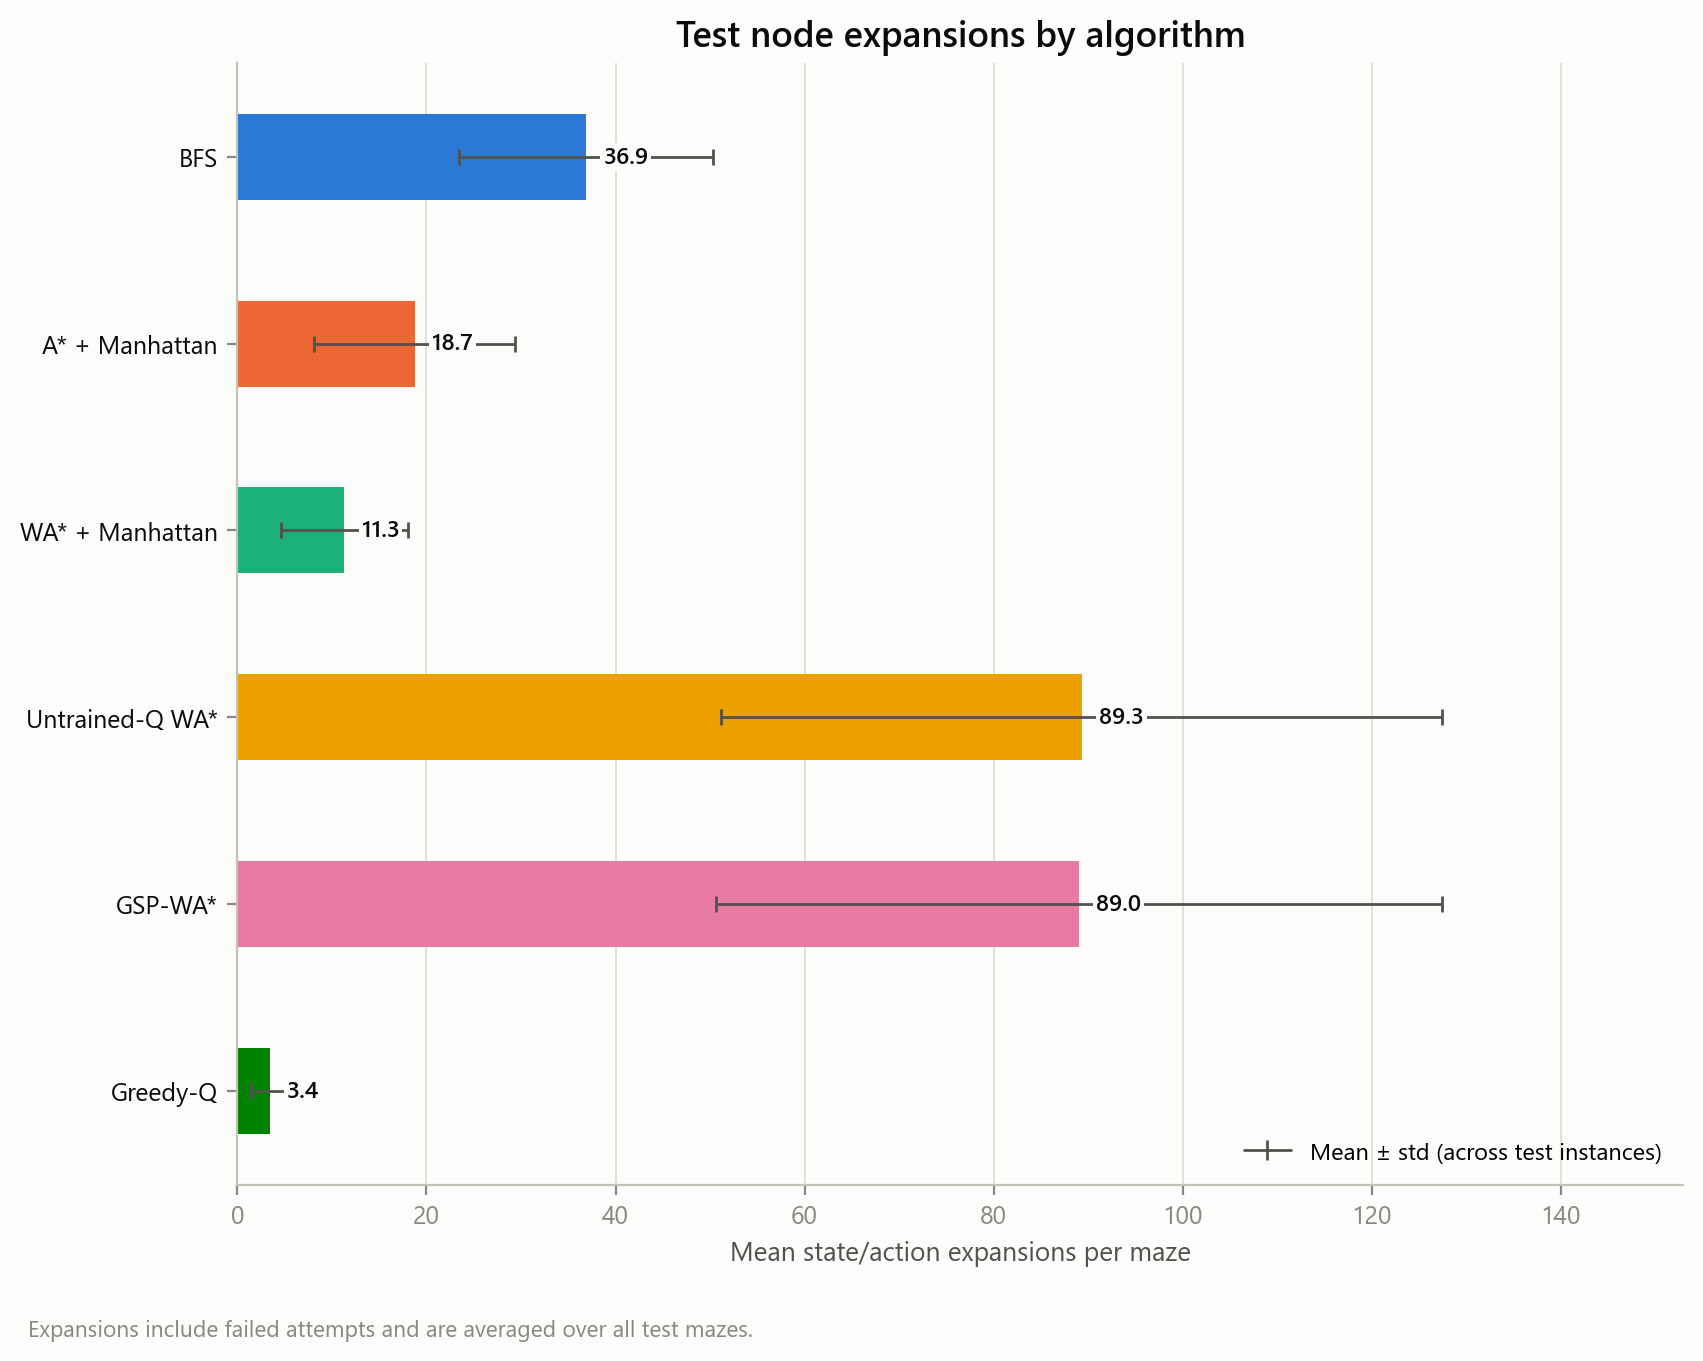 Test node expansions by algorithm
BFS
36.9
A* + Manhattan
18.7
WA* + Manhattan
11.3
Untrained-Q WA*
89.3
GSP-WA*
89.0
Greedy-Q
3.4
Mean ± std (across test instances)
0 20 40 60 80 100 120 140
Mean state/action expansions per maze
Expansions include failed attempts and are averaged over all test mazes.